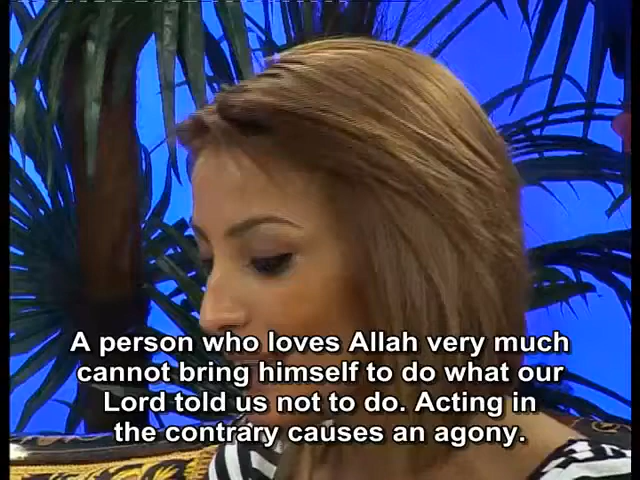 A person who loves Allah very much
cannot bring himself to do what our
Lord told us not to do. Acting in
the contrary causes an agony.